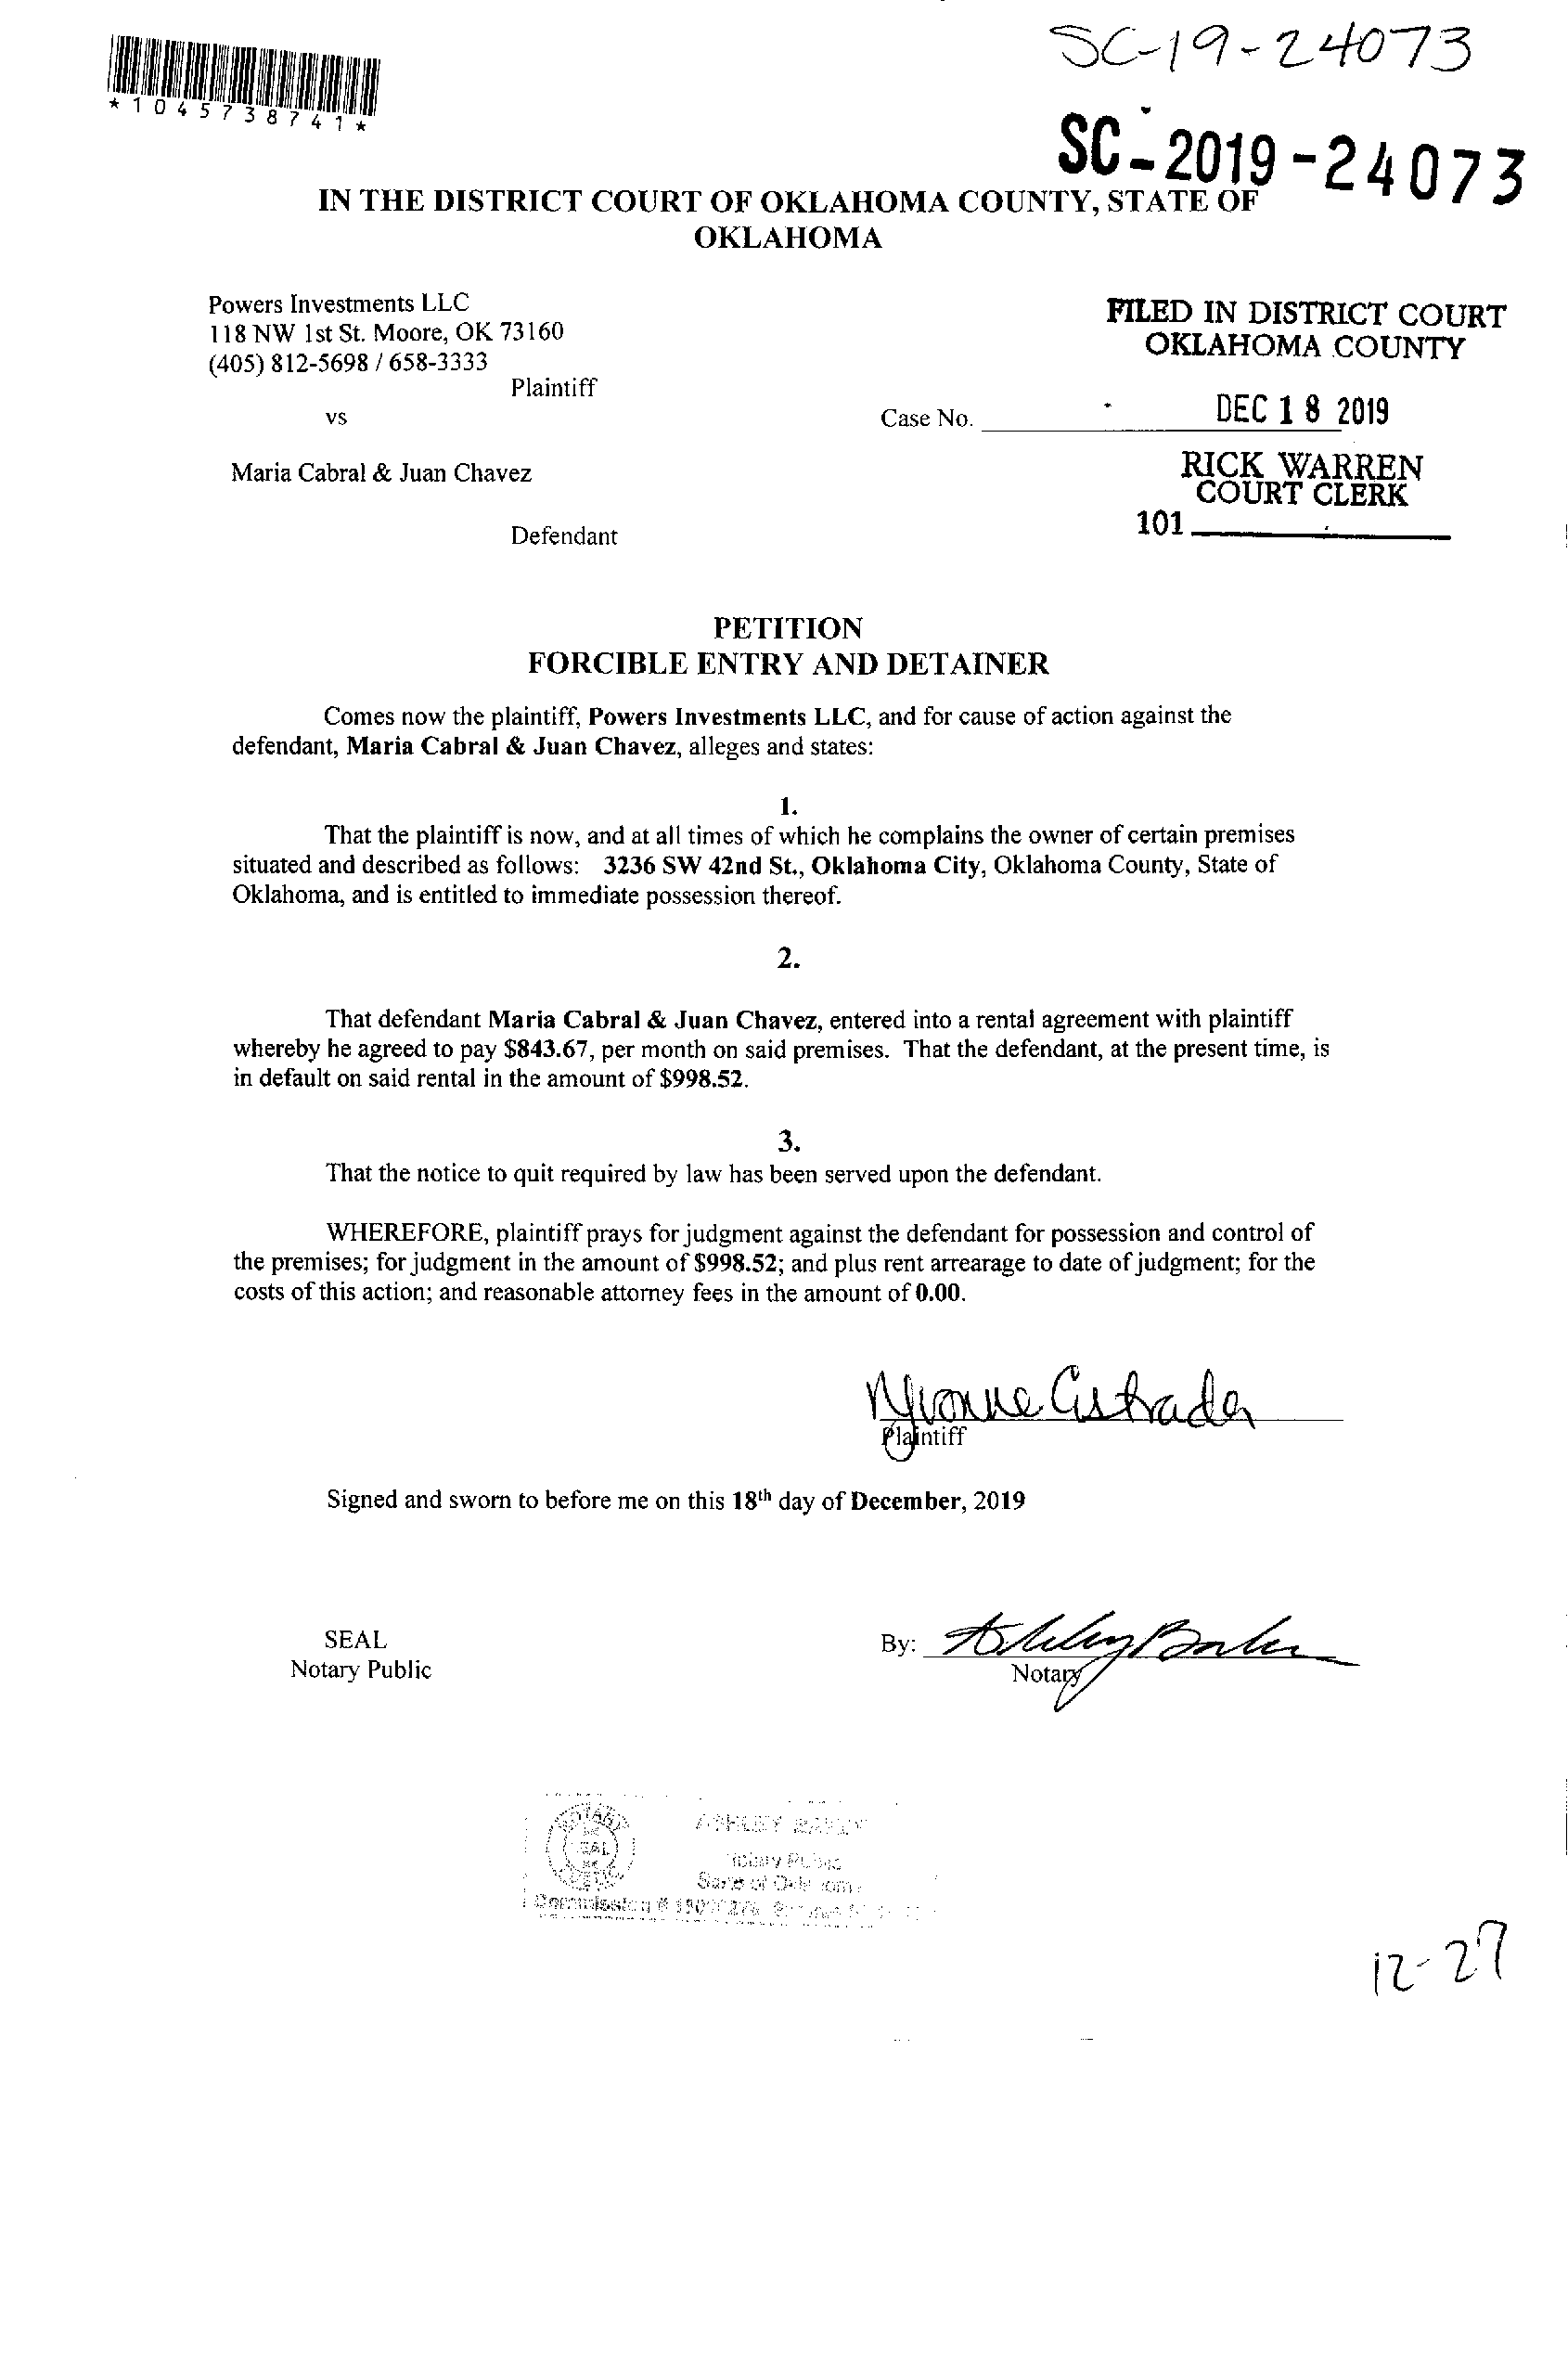 SC-19-24073
*1045738741*
SC-2019-24073
IN THE DISTRICT COURT OF OKLAHOMA COUNTY, STATE OF
OKLAHOMA
Powers Investments LLC
118 NW 1st St. Moore, OK 73160
(405) 812-5698 / 658-3333
Plaintiff
vs
Case No.
Maria Cabral & Juan Chavez
Defendant
FILED IN DISTRICT COURT
OKLAHOMA COUNTY
DEC 18 2019
RICK WARREN
COURT CLERK
101
PETITION
FORCIBLE ENTRY AND DETAINER
Comes now the plaintiff, Powers Investments LLC, and for cause of action against the
defendant, Maria Cabral & Juan Chavez, alleges and states:
1.
That the plaintiff is now, and at all times of which he complains the owner of certain premises
situated and described as follows: 3236 SW 42nd St., Oklahoma City, Oklahoma County, State of
Oklahoma, and is entitled to immediate possession thereof.
2.
That defendant Maria Cabral & Juan Chavez, entered into a rental agreement with plaintiff
whereby he agreed to pay $843.67, per month on said premises. That the defendant, at the present time, is
in default on said rental in the amount of $998.52.
3.
That the notice to quit required by law has been served upon the defendant.
WHEREFORE, plaintiff prays for judgment against the defendant for possession and control of
the premises; for judgment in the amount of $998.52; and plus rent arrearage to date of judgment; for the
costs of this action; and reasonable attorney fees in the amount of 0.00.
Plaintiff
Signed and sworn to before me on this 18th day of December, 2019
SEAL
Notary Public
By:
Notary
ASHLEY
Notary Public
State of
Commission #
12-27